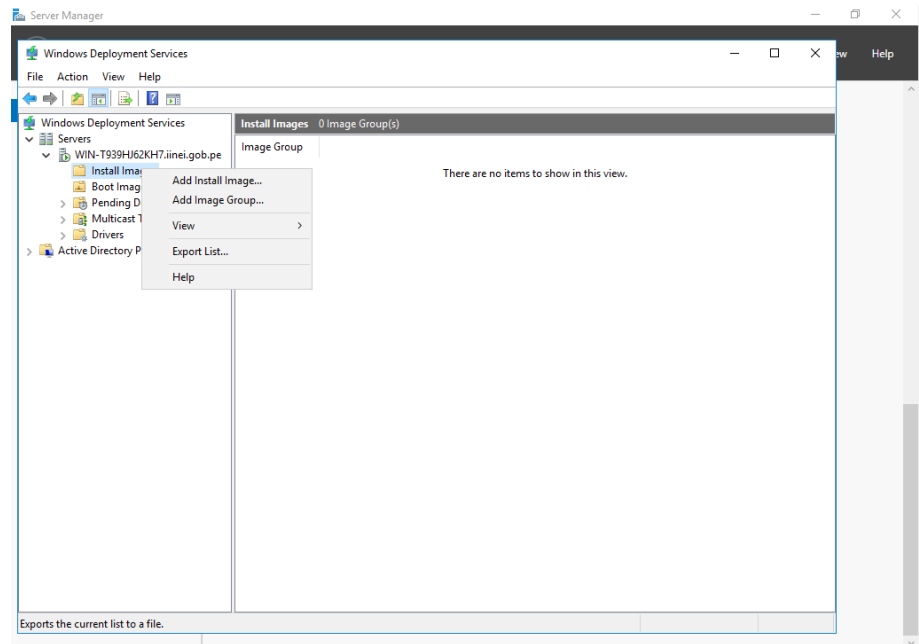 Server Manager
Windows Deployment Services
ew Help
File Action View Help
Windows Deployment Services
Servers
WIN-T939HJ62KH7.iinei.gob.pe
Install Imag
Boot Imag
Pending D
Multicast T
Drivers
Active Directory P
Add Install Image...
Add Image Group...
View
Export List...
Help
Install Images 0 Image Group(s)
Image Group
There are no items to show in this view.
Exports the current list to a file.